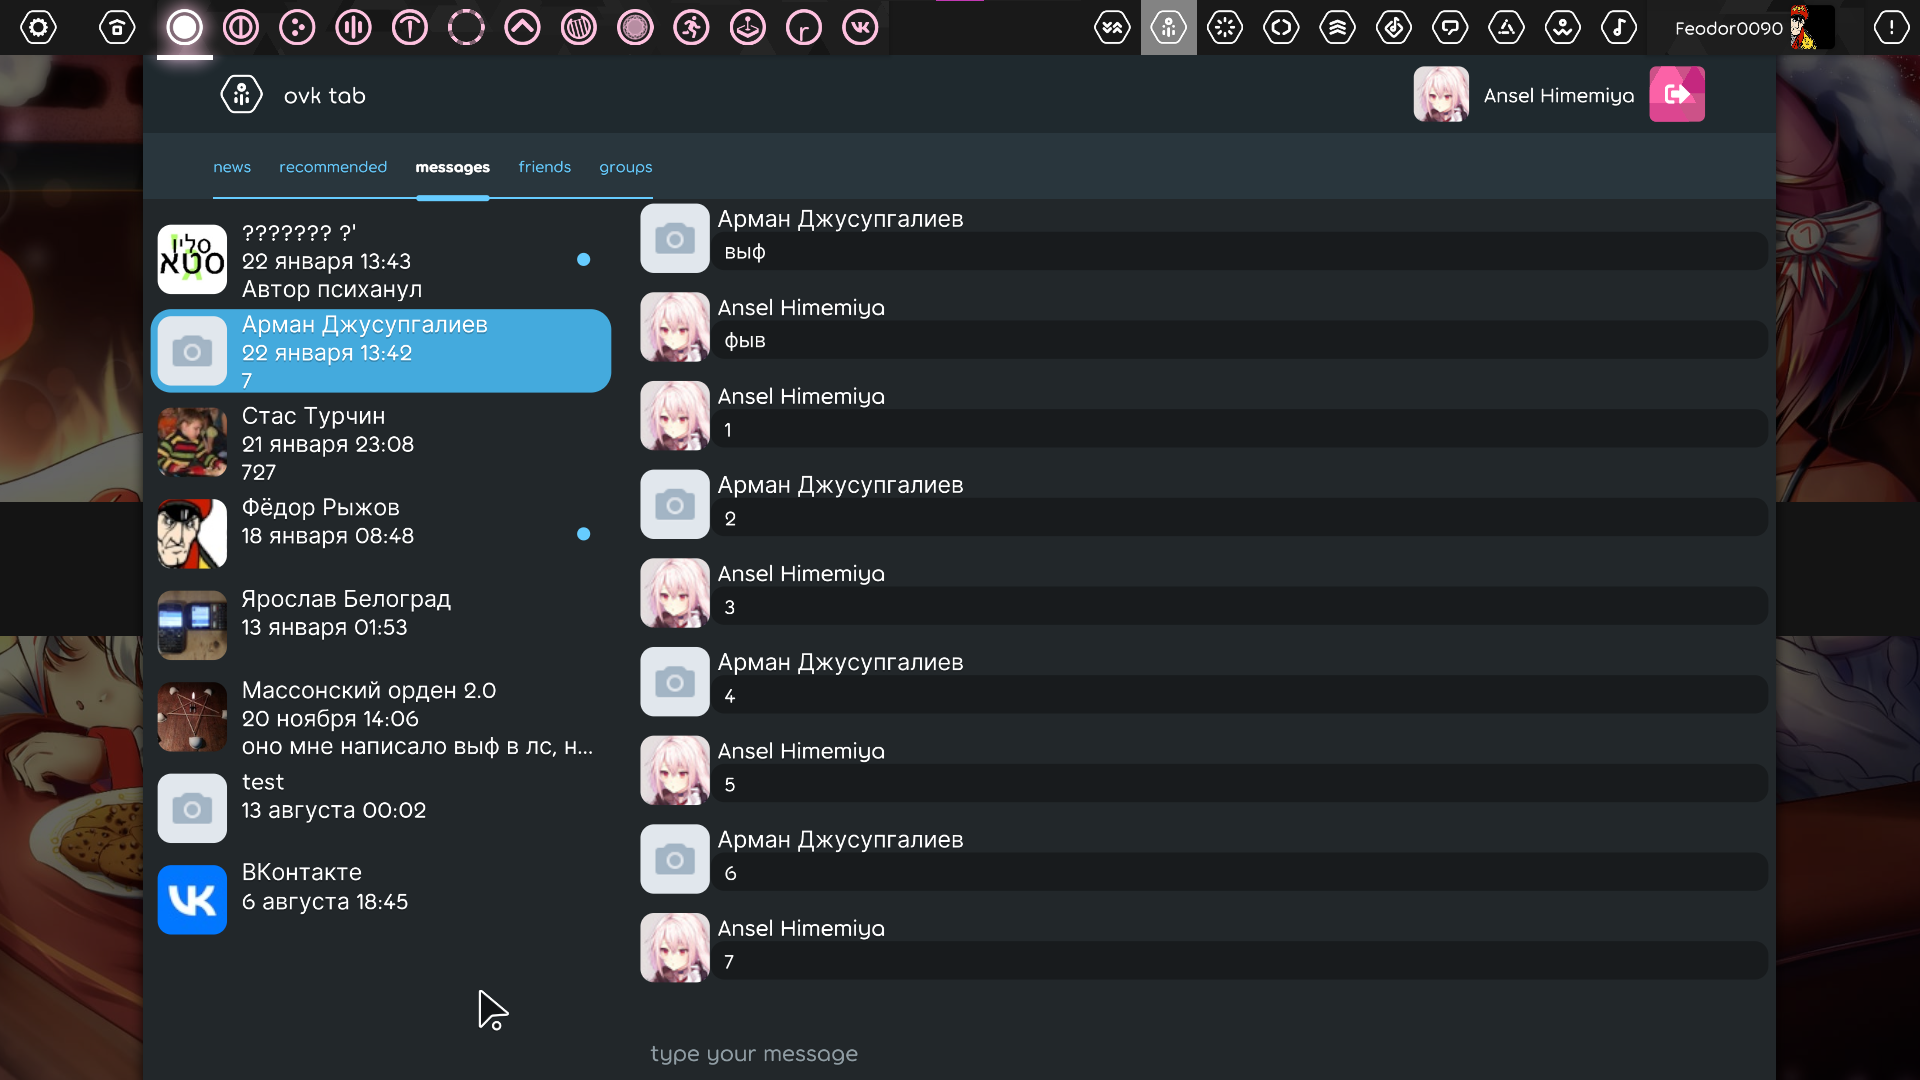 Feodor0090
ovk tab
Ansel Himemiya
news
recommended
messages
friends
groups
סליו
סטא
??????? ?'
22 января 13:43
Автор психанул
Арман Джусупгалиев
22 января 13:42
7
Стас Турчин
21 января 23:08
727
Фёдор Рыжов
18 января 08:48
Ярослав Белоград
13 января 01:53
Массонский орден 2.0
20 ноября 14:06
оно мне написало выф в лс, н...
test
13 августа 00:02
ВКонтакте
6 августа 18:45
Арман Джусупгалиев
выф
Ansel Himemiya
фыв
Ansel Himemiya
1
Арман Джусупгалиев
2
Ansel Himemiya
3
Арман Джусупгалиев
4
Ansel Himemiya
5
Арман Джусупгалиев
6
Ansel Himemiya
7
type your message